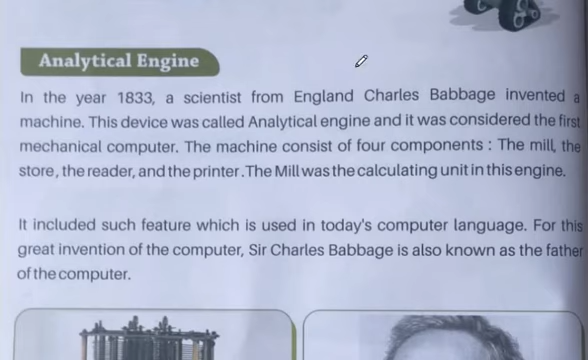 Analytical Engine
In the year 1833, a scientist from England Charles Babbage invented a
machine. This device was called Analytical engine and it was considered the first
mechanical computer. The machine consist of four components : The mill, the
store, the reader, and the printer. The Mill was the calculating unit in this engine.
It included such feature which is used in today's computer language. For this
great invention of the computer, Sir Charles Babbage is also known as the father
of the computer.